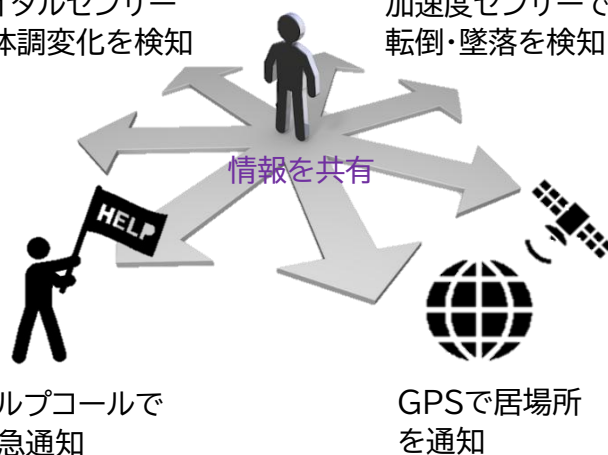 イタルセンサー
体調変化を検知
加速度センサーで
転倒・墜落を検知
情報を共有
HELP
ルプコールで
急通知
GPSで居場所
を通知